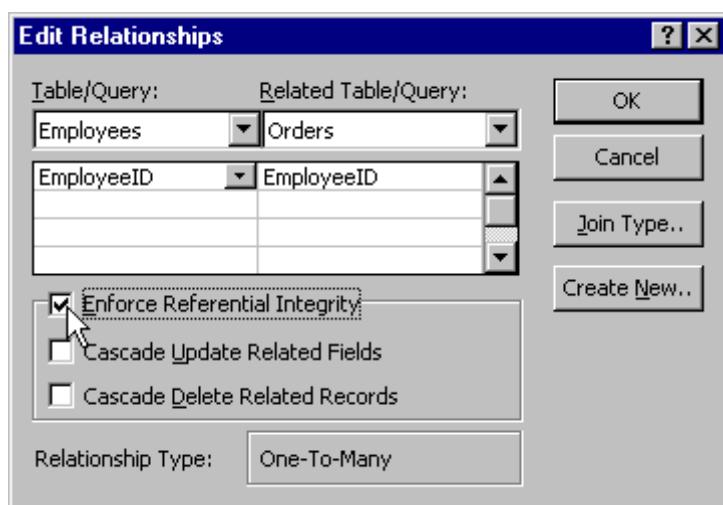 Edit Relationships
Table/Query: Related Table/Query:
Employees Orders
EmployeeID EmployeeID
Enforce Referential Integrity
Cascade Update Related Fields
Cascade Delete Related Records
Relationship Type: One-To-Many
OK
Cancel
Join Type..
Create New..